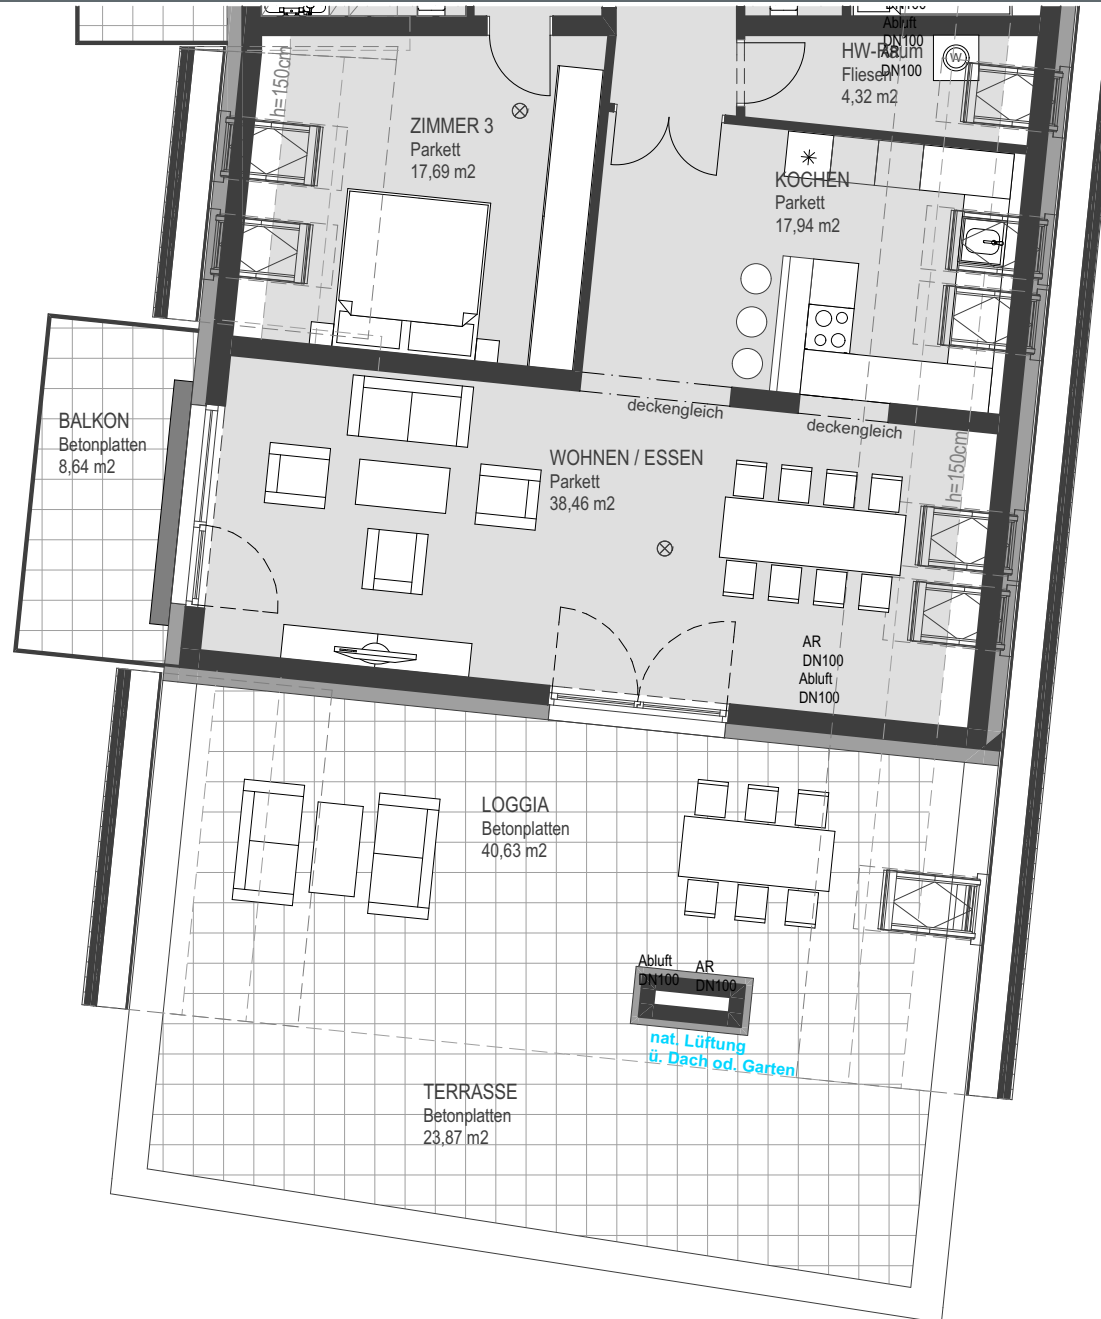 DN100
Abluft
DN100
AR
DN100
HW-Raum
Fliesen
4,32 m2
W
h=150cm
ZIMMER 3
Parkett
17,69 m2
KOCHEN
Parkett
17,94 m2
deckengleich
deckengleich
BALKON
Betonplatten
8,64 m2
WOHNEN / ESSEN
Parkett
38,46 m2
h=150cm
AR
DN100
Abluft
DN100
LOGGIA
Betonplatten
40,63 m2
Abluft
DN100
AR
DN100
nat. Lüftung
ü. Dach od. Garten
TERRASSE
Betonplatten
23,87 m2